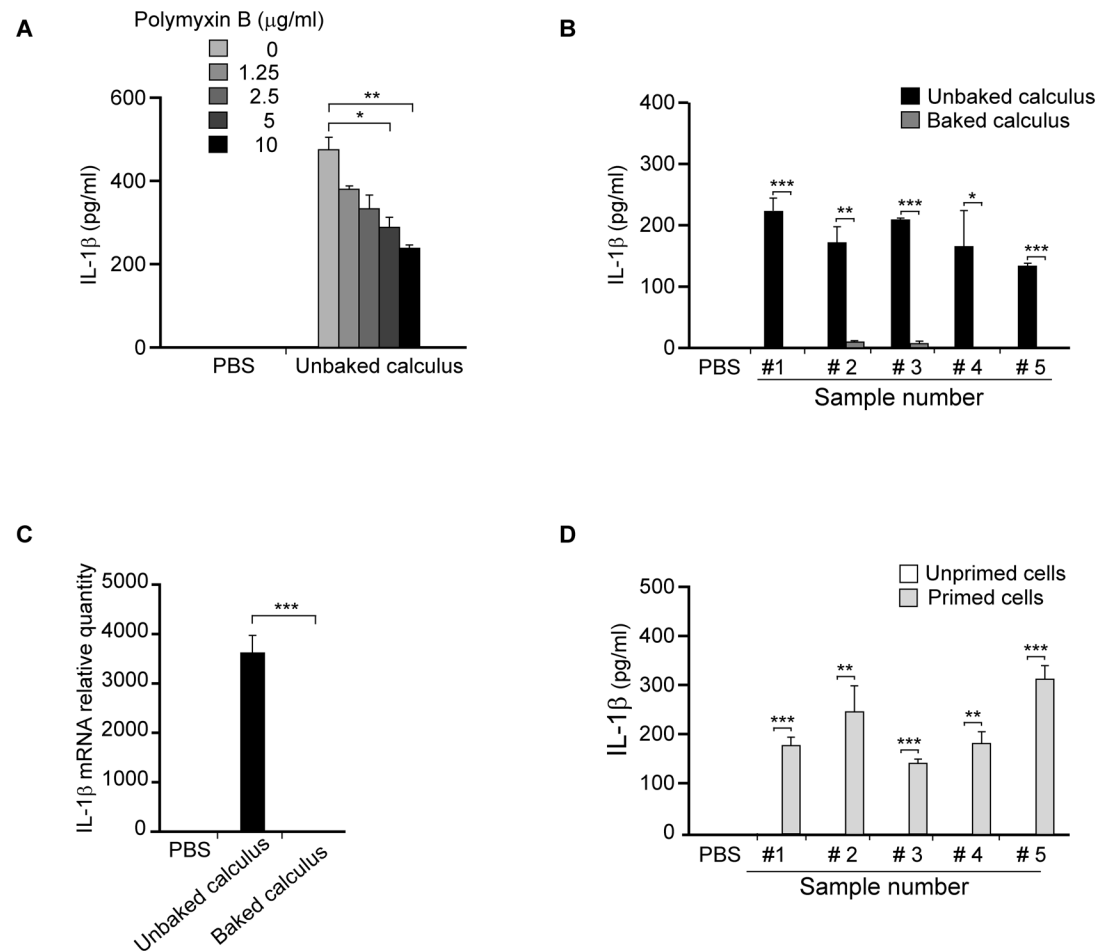 A
Polymyxin B (μg/ml)
0
1.25
2.5
5
10
600
400
200
0
IL-1β (pg/ml)
**
*
PBS
Unbaked calculus
B
Unbaked calculus
Baked calculus
400
300
200
100
0
IL-1β (pg/ml)
***
**
***
*
***
PBS
# 1
# 2
# 3
# 4
# 5
Sample number
C
5000
4000
3000
2000
1000
0
IL-1β mRNA relative quantity
***
PBS
Unbaked calculus
Baked calculus
D
Unprimed cells
Primed cells
500
400
300
200
100
0
IL-1β (pg/ml)
***
**
***
**
***
PBS
# 1
# 2
# 3
# 4
# 5
Sample number